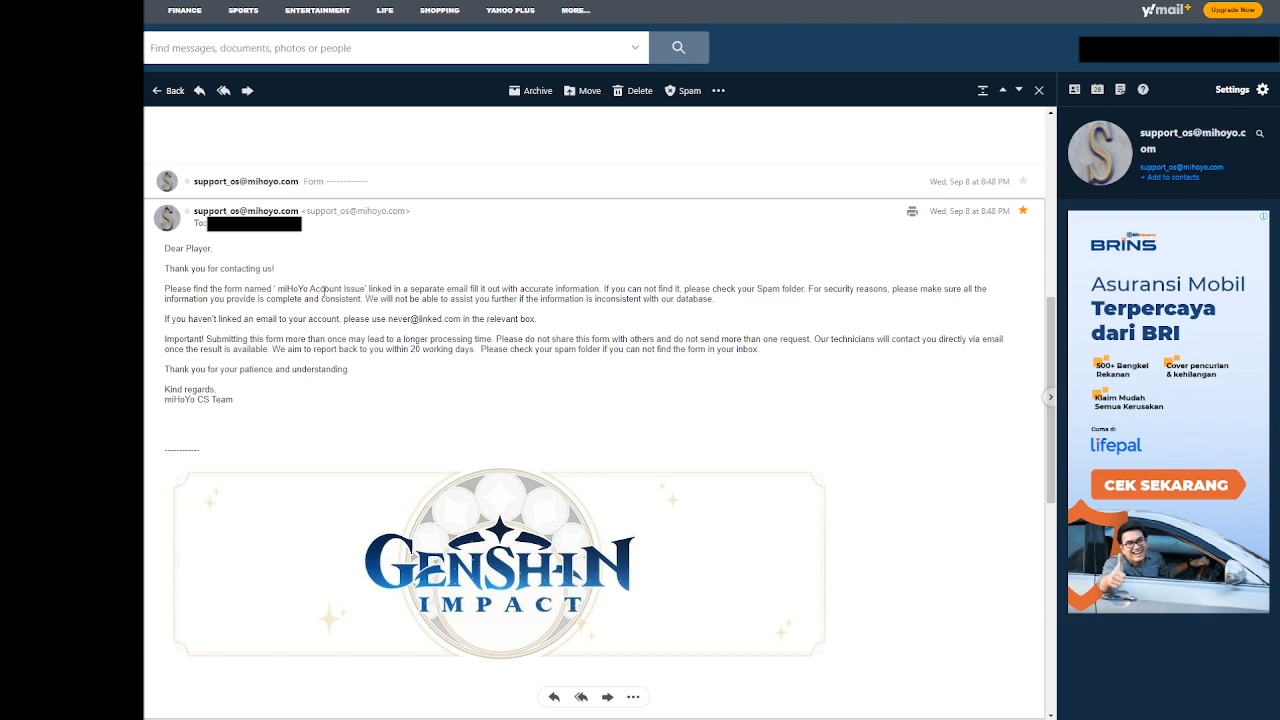 FINANCE SPORTS ENTERTAINMENT LIFE SHOPPING YAHOO PLUS MORE...
y!mail+
Upgrade Now
Find messages, documents, photos or people
Back
Archive Move Delete Spam
28
Settings
support_os@mihoyo.com Form ------------
Wed, Sep 8 at 8:48 PM
support_os@mihoyo.com <support_os@mihoyo.com>
Wed, Sep 8 at 8:48 PM
To:
Dear Player,
Thank you for contacting us!
Please find the form named ' miHoYo Account Issue' linked in a separate email fill it out with accurate information. If you can not find it, please check your Spam folder. For security reasons, please make sure all the
information you provide is complete and consistent. We will not be able to assist you further if the information is inconsistent with our database.
If you haven't linked an email to your account, please use never@linked.com in the relevant box.
Important! Submitting this form more than once may lead to a longer processing time. Please do not share this form with others and do not send more than one request. Our technicians will contact you directly via email
once the result is available. We aim to report back to you within 20 working days.  Please check your spam folder if you can not find the form in your inbox.
Thank you for your patience and understanding.
Kind regards,
miHoYo CS Team
------------
GENSHIN
IMPACT
S
support_os@mihoyo.c
om
support_os@mihoyo.com
+ Add to contacts
BRINS
Asuransi Mobil
Terpercaya
dari BRI
500+ Bengkel
Rekanan
Cover pencurian
& kehilangan
Klaim Mudah
Semua Kerusakan
Cuma di
lifepal
CEK SEKARANG